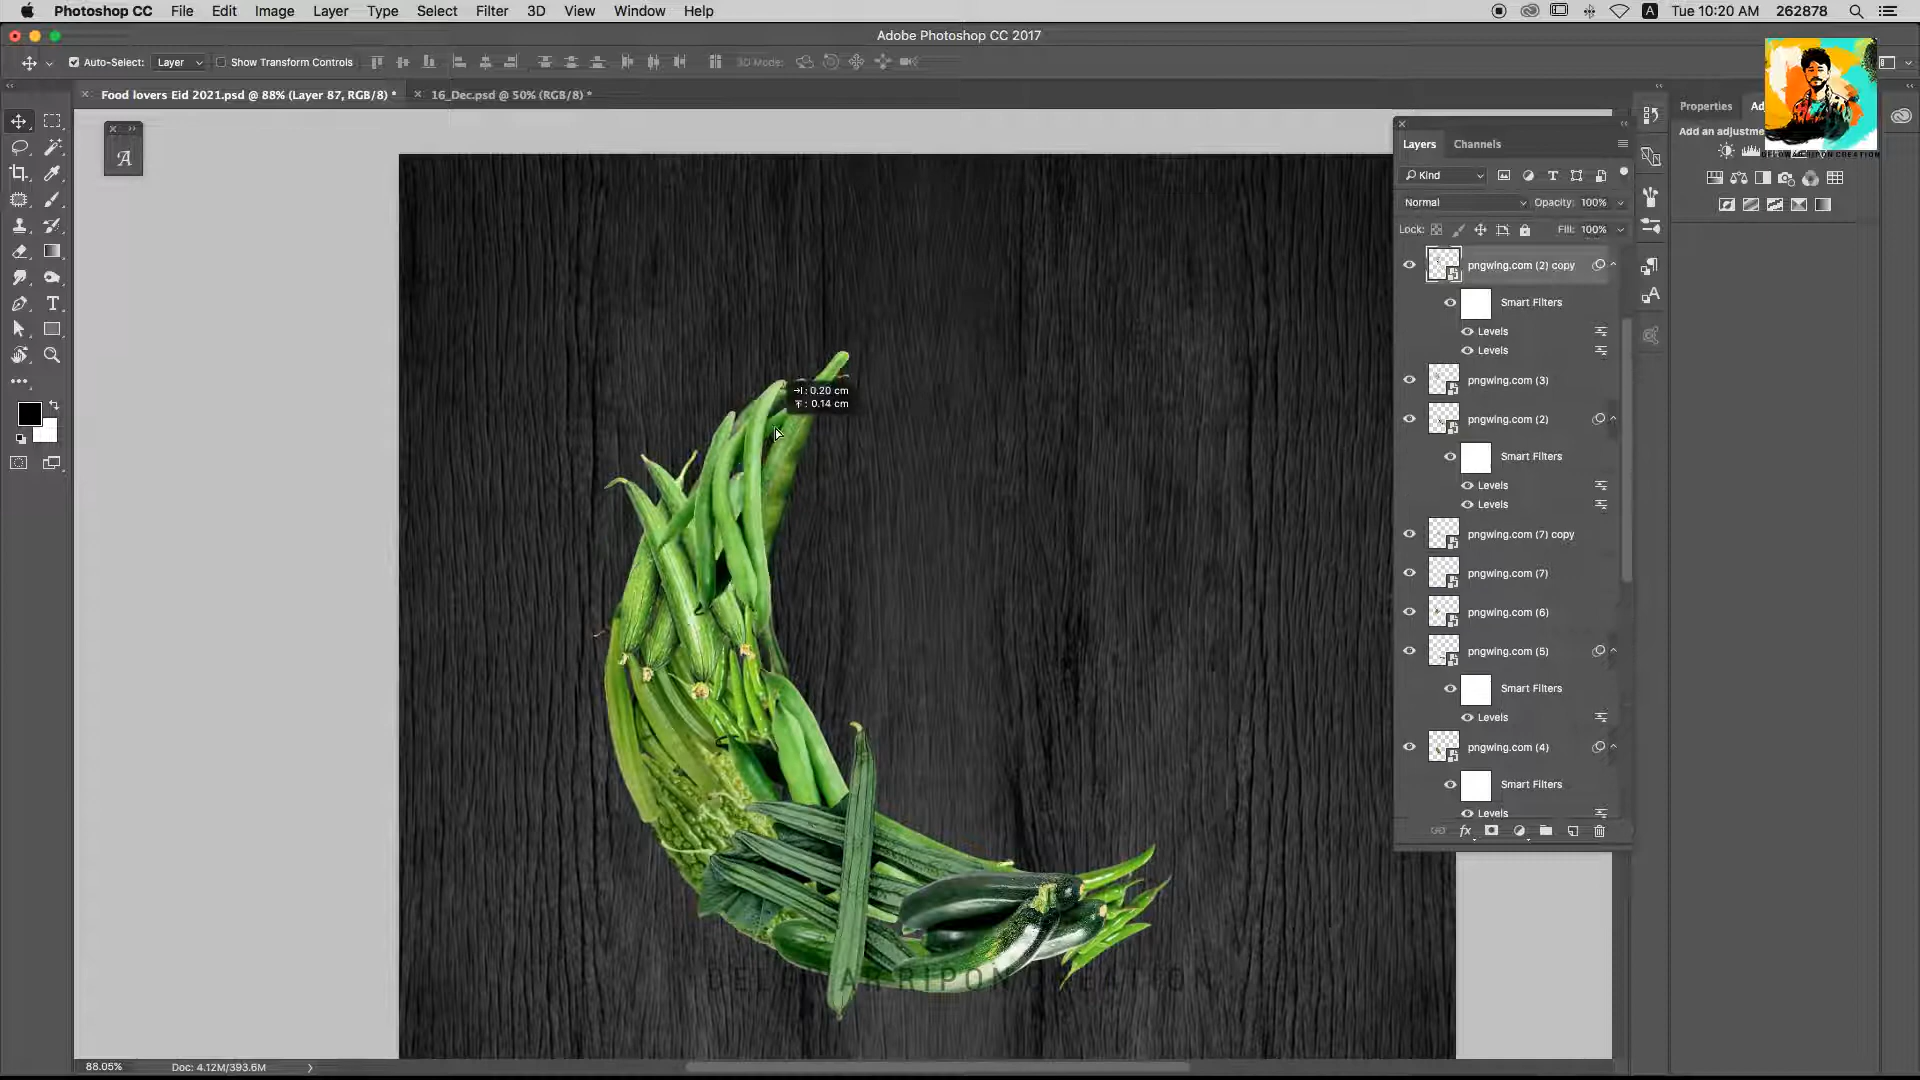 Photoshop CC File Edit Image Layer Type Select Filter 3D View Window Help A Tue 10:20 AM 262878
Adobe Photoshop CC 2017
Auto-Select: Layer Show Transform Controls 3D Mode:
Food lovers Eid 2021.psd @ 88% (Layer 87, RGB/8) * 16_Dec.psd @ 50% (RGB/8) *
Properties
Add an adjustme
Layers Channels
Kind
Normal Opacity: 100%
Lock: Fill: 100%
pngwing.com (2) copy
Smart Filters
Levels
Levels
pngwing.com (3)
pngwing.com (2)
Smart Filters
Levels
Levels
pngwing.com (7) copy
pngwing.com (7)
pngwing.com (6)
pngwing.com (5)
Smart Filters
Levels
pngwing.com (4)
Smart Filters
Levels
fx
: 0.20 cm
: 0.14 cm
88.05% Doc: 4.12M/393.6M